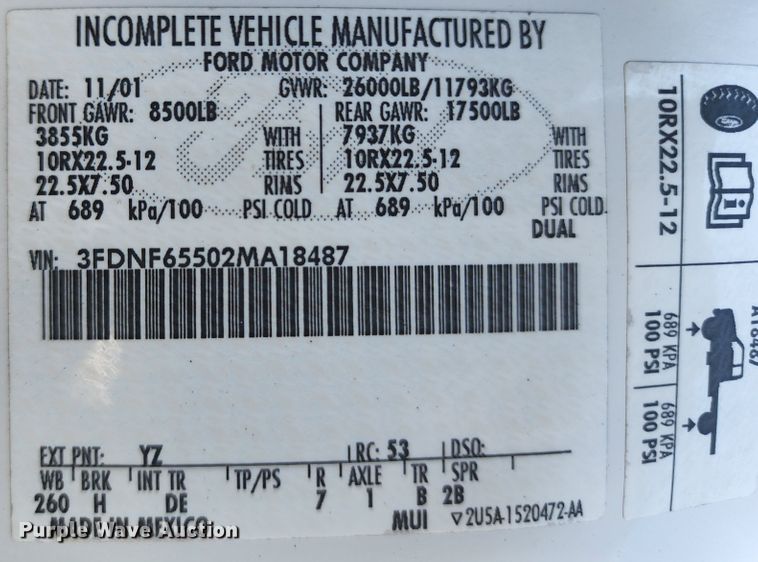 INCOMPLETE VEHICLE MANUFACTURED BY
FORD MOTOR COMPANY
DATE: 11/01 GVWR: 26000LB/11793KG
FRONT GAWR: 8500LB REAR GAWR: 17500LB
3855KG WITH 7937KG WITH
10RX22.5-12 TIRES 10RX22.5-12 TIRES
22.5X7.50 RIMS 22.5X7.50 RIMS
AT 689 kPa/100 PSI COLD AT 689 kPa/100 PSI COLD
DUAL
VIN: 3FDNF65502MA18487
EXT PNT: YZ RC: 53 DSO:
WB BRK INT TR TP/PS R AXLE TR SPR
260 H DE 7 1 B 2B
MADE IN MEXICO MUI 2U5A-1520472-AA
10RX22.5-12
A18487
689 KPA
100 PSI
689 KPA
100 PSI
Purple Wave Auction